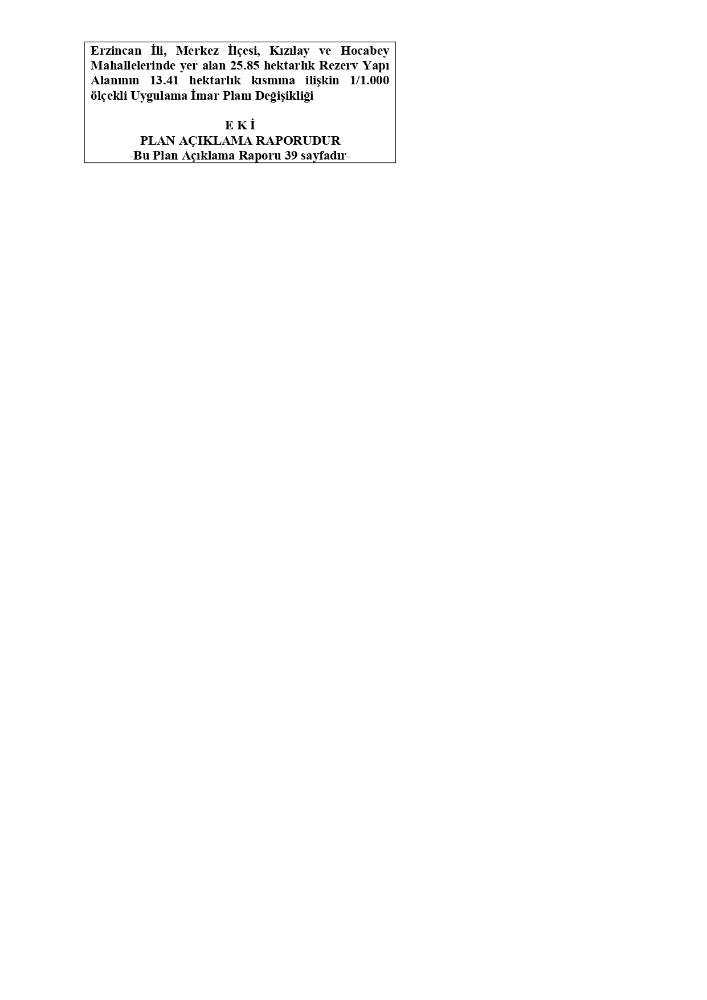 Erzincan İli, Merkez İlçesi, Kızılay ve Hocabey
Mahallelerinde yer alan 25.85 hektarlık Rezerv Yapı
Alanının 13.41 hektarlık kısmına ilişkin 1/1.000
ölçekli Uygulama İmar Planı Değişikliği
E K İ
PLAN AÇIKLAMA RAPORUDUR
-Bu Plan Açıklama Raporu 39 sayfadır-